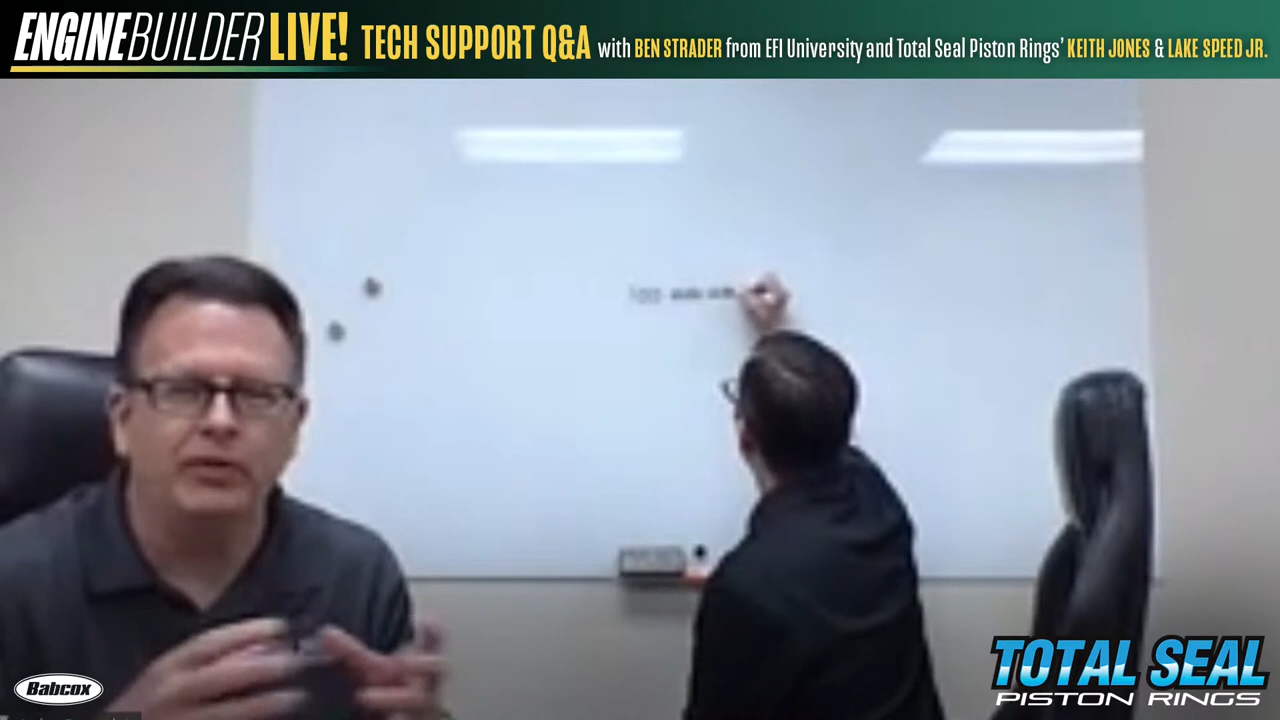 ENGINEBUILDER LIVE! TECH SUPPORT Q&A with BEN STRADER from EFI University and Total Seal Piston Rings' KEITH JONES & LAKE SPEED JR.
100
Babcox
TOTAL SEAL
PISTON RINGS